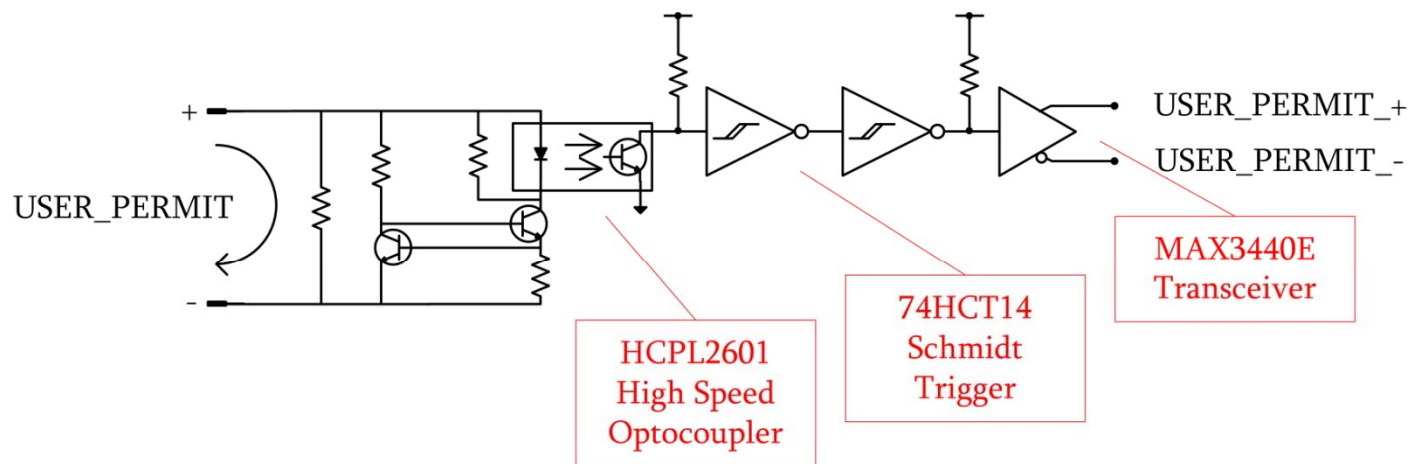 +
USER_PERMIT
-
USER_PERMIT_+
USER_PERMIT_-
HCPL2601
High Speed
Optocoupler
74HCT14
Schmidt
Trigger
MAX3440E
Transceiver